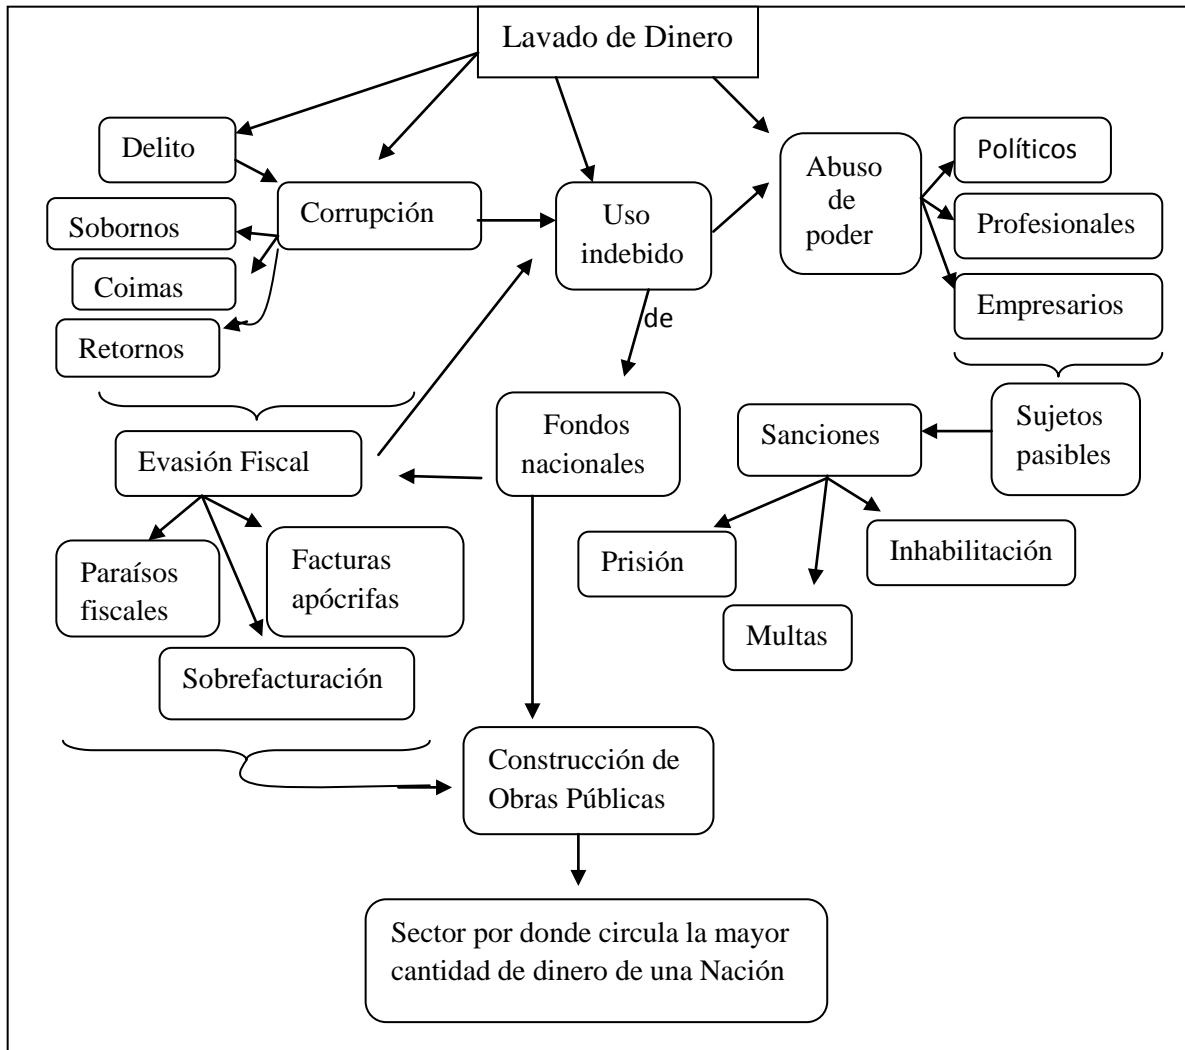 Lavado de Dinero
Delito
Corrupción
Sobornos
Coimas
Retornos
Uso
indebido
Abuso
de
poder
Políticos
Profesionales
Empresarios
de
Fondos
nacionales
Sanciones
Sujetos
pasibles
Evasión Fiscal
Prisión
Inhabilitación
Multas
Paraísos
fiscales
Facturas
apócrifas
Sobrefacturación
Construcción de
Obras Públicas
Sector por donde circula la mayor
cantidad de dinero de una Nación